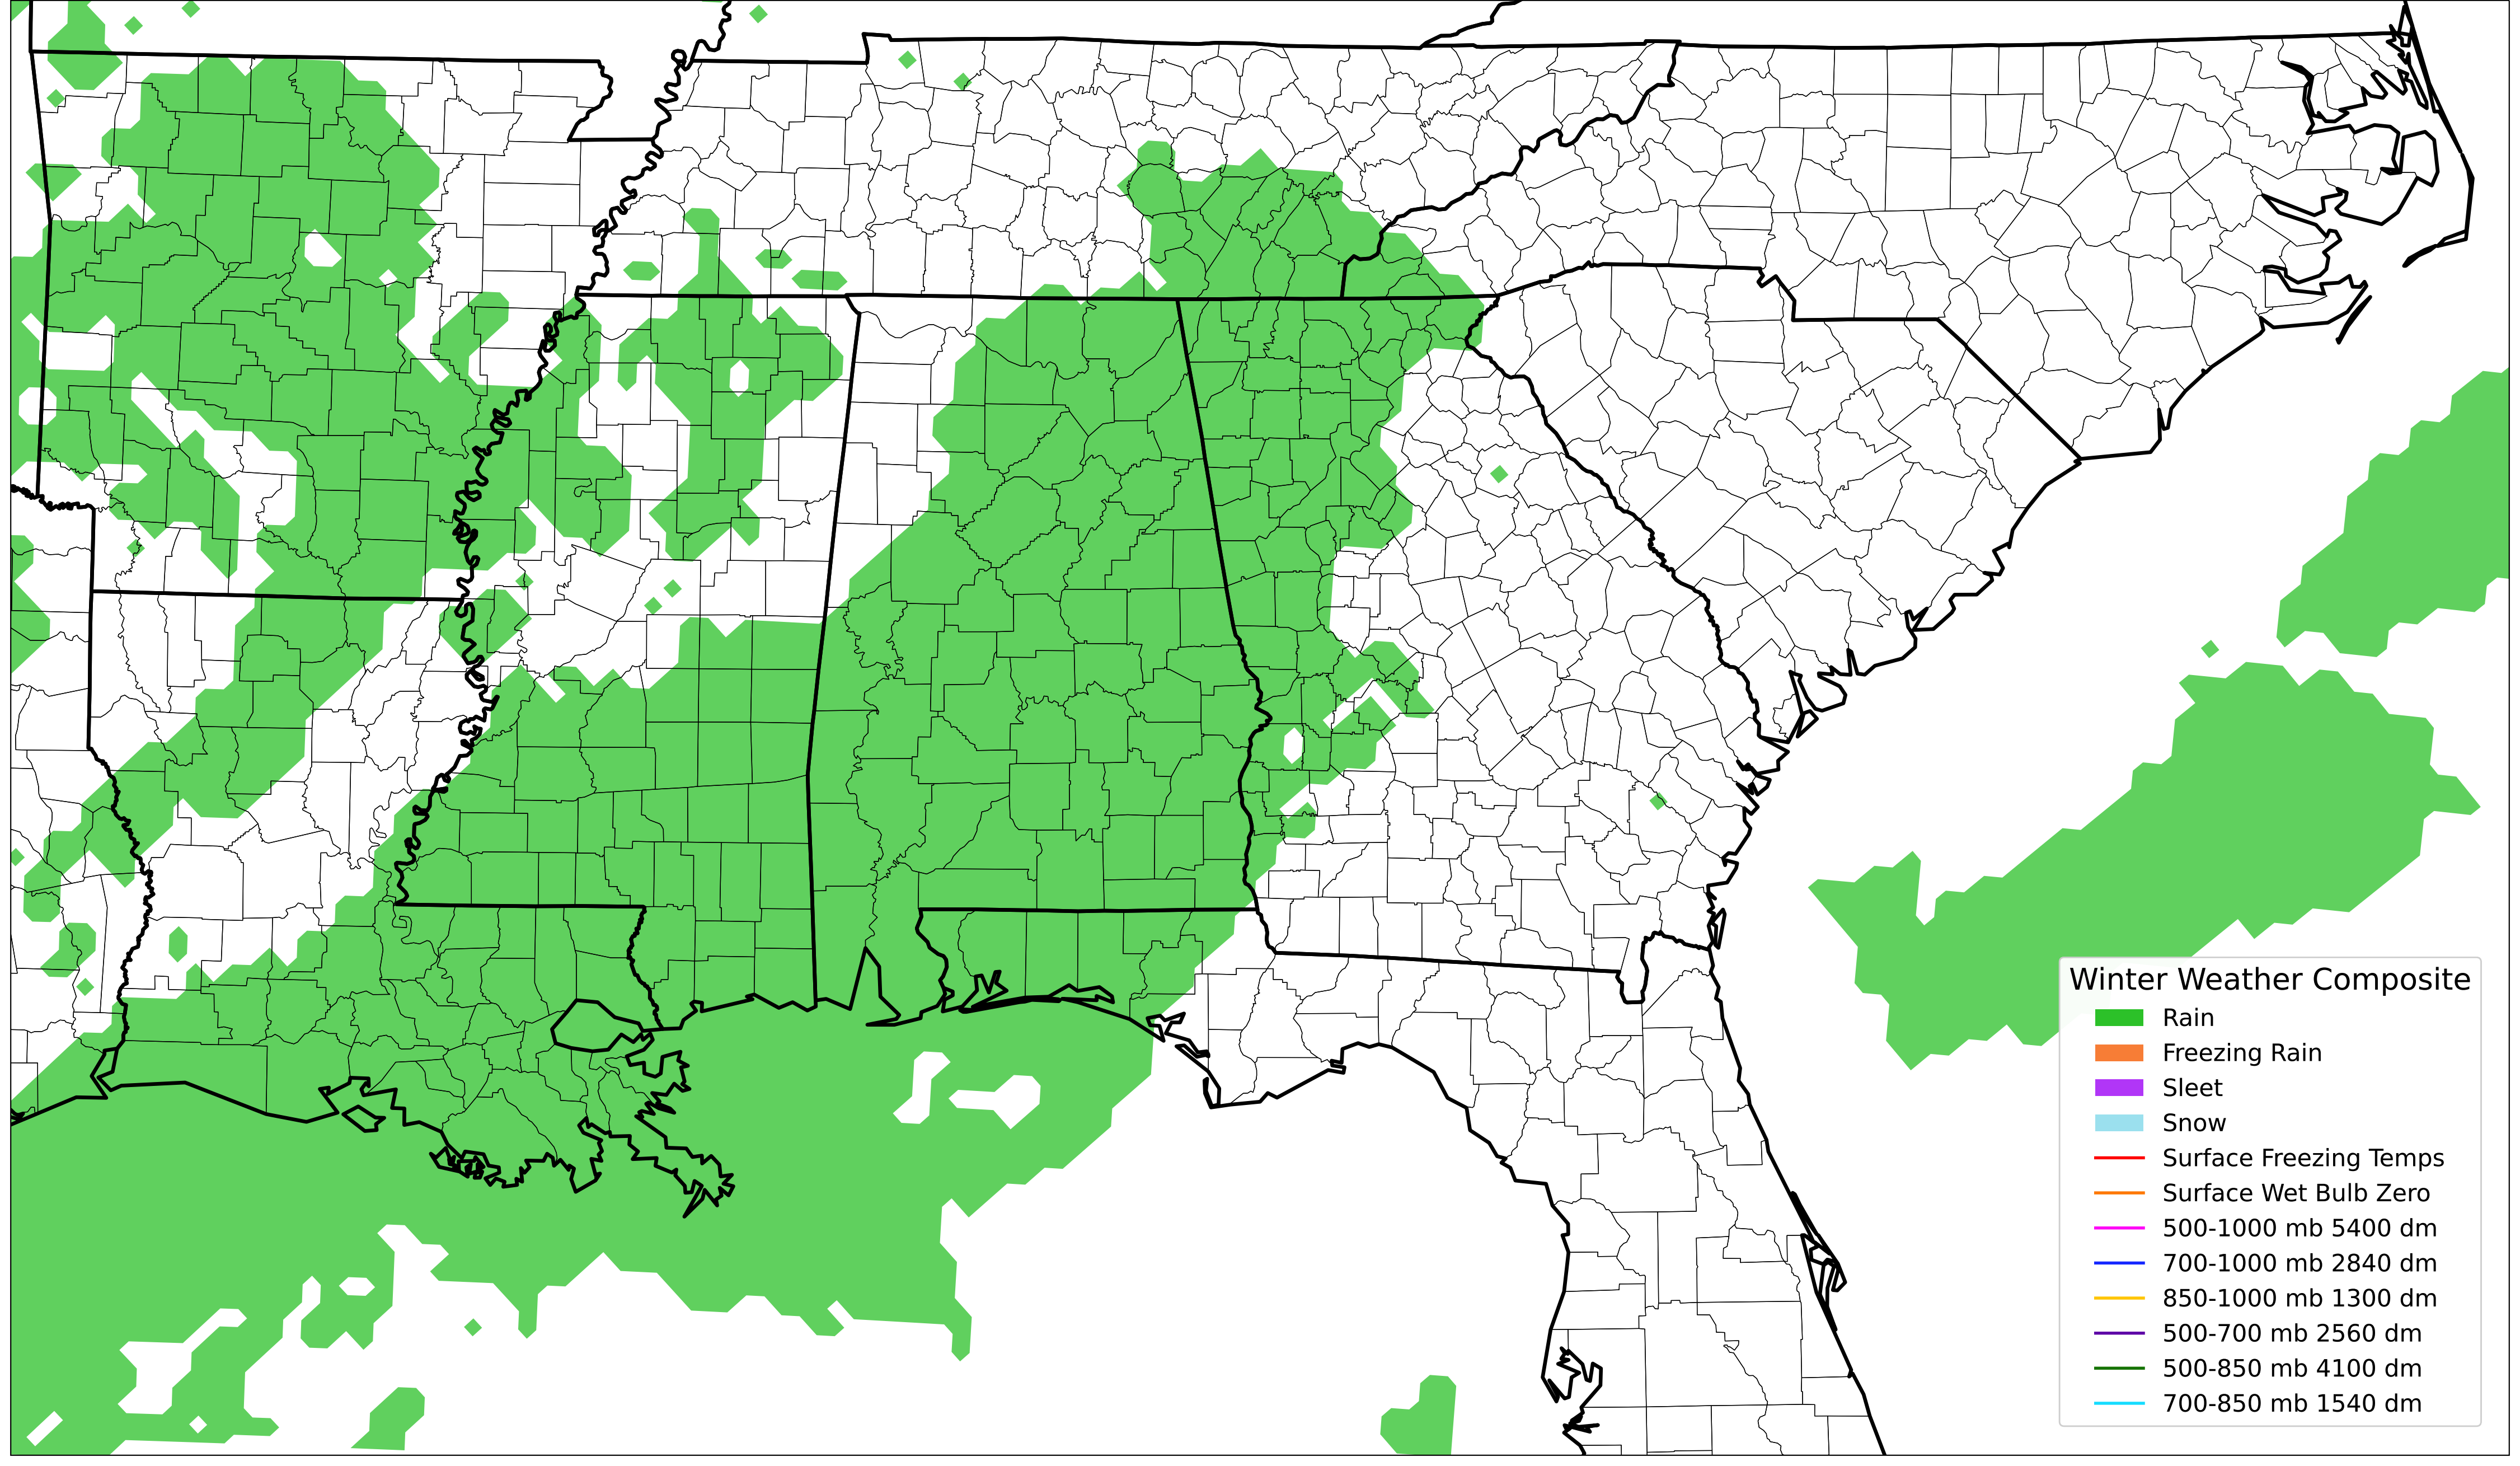 Winter Weather Composite
Rain
Freezing Rain
Sleet
Snow
Surface Freezing Temps
Surface Wet Bulb Zero
500-1000 mb 5400 dm
700-1000 mb 2840 dm
850-1000 mb 1300 dm
500-700 mb 2560 dm
500-850 mb 4100 dm
700-850 mb 1540 dm